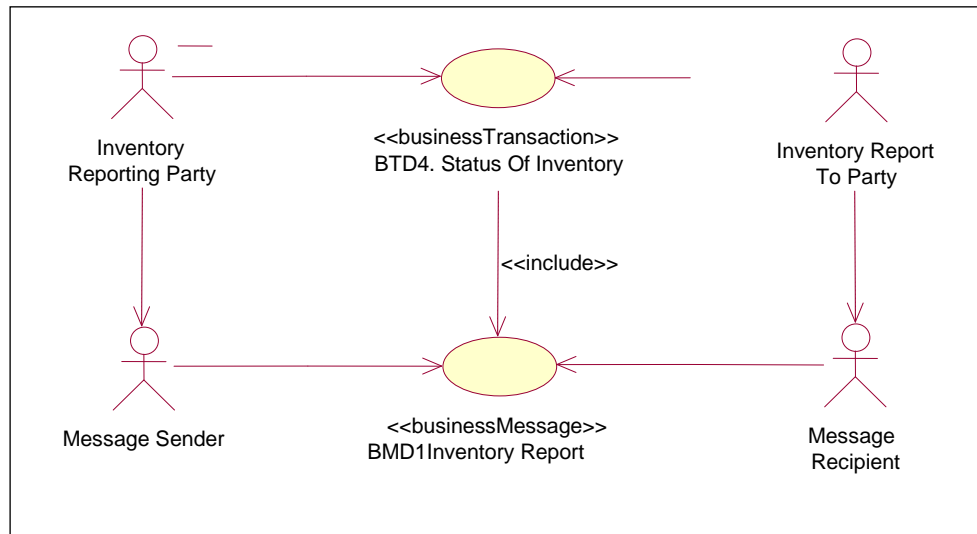 Inventory
Reporting Party
<<businessTransaction>>
BTD4. Status Of Inventory
Inventory Report
To Party
<<include>>
Message Sender
<<businessMessage>>
BMD1Inventory Report
Message
Recipient